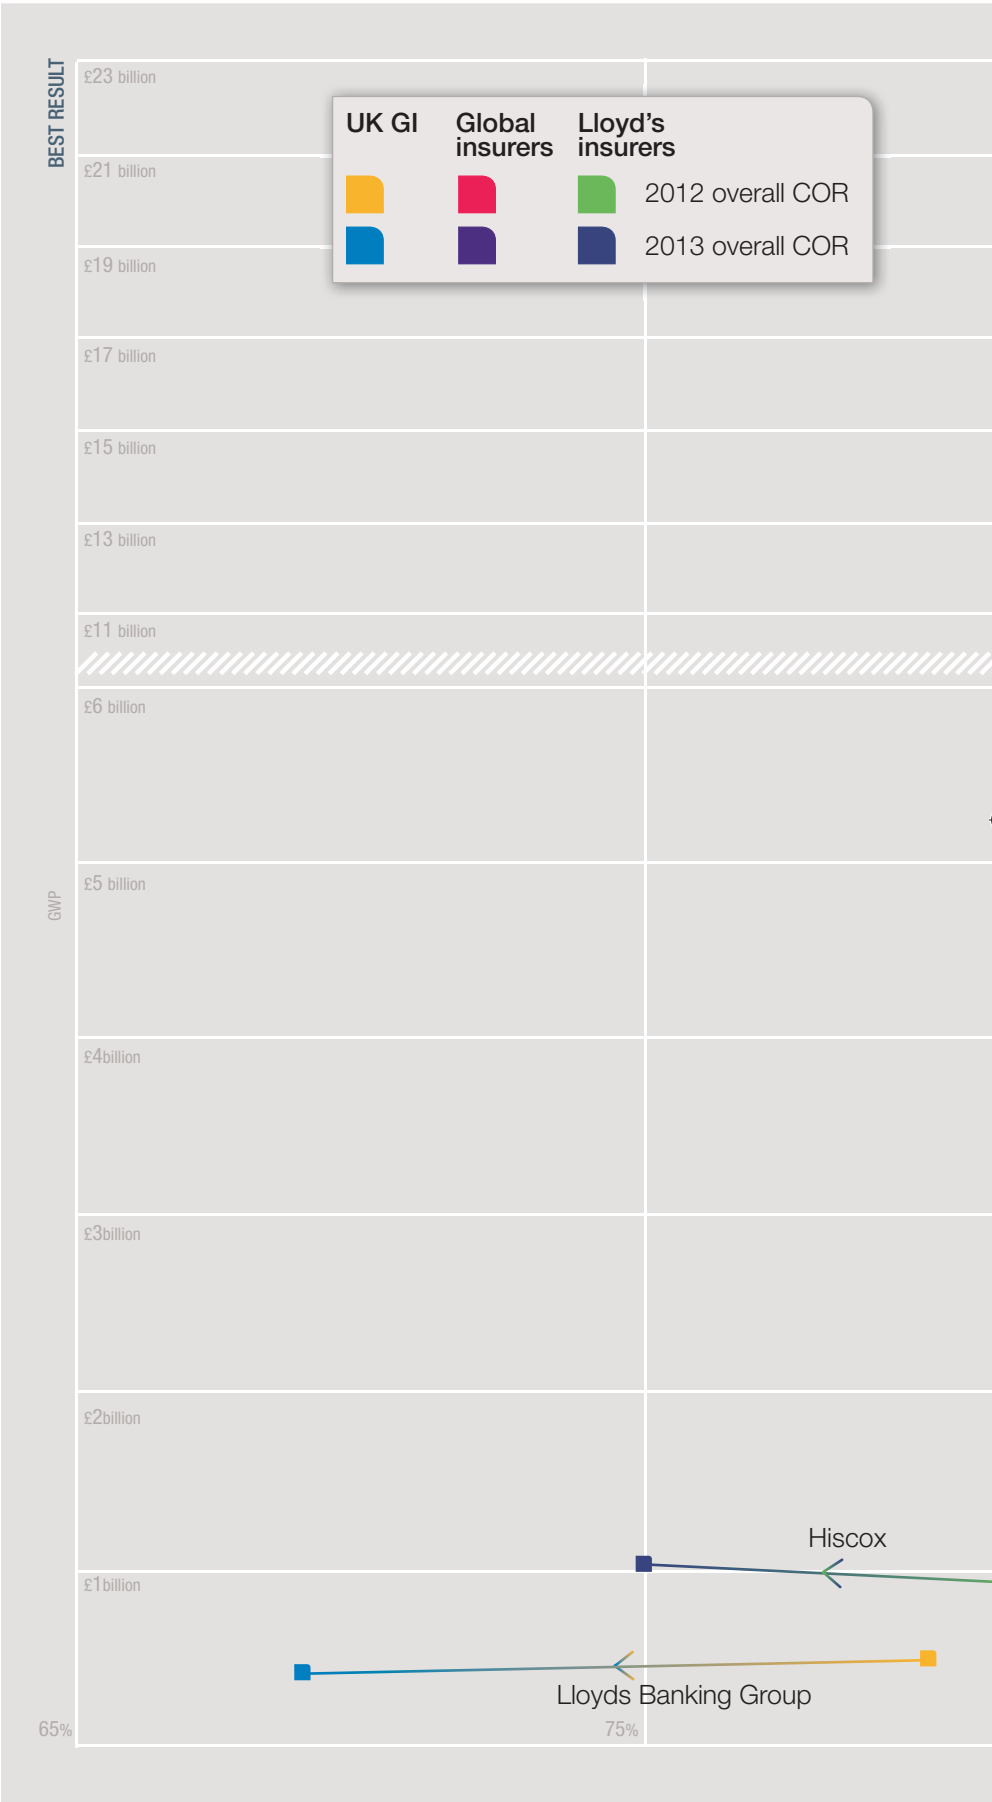 BEST RESULT
£23 billion
£21 billion
£19 billion
£17 billion
£15 billion
£13 billion
£11 billion
£6 billion
£5 billion
£4billion
£3billion
£2billion
£1billion
GWP
UK GI Global insurers Lloyd's insurers
2012 overall COR
2013 overall COR
Hiscox
Lloyds Banking Group
65% 75%